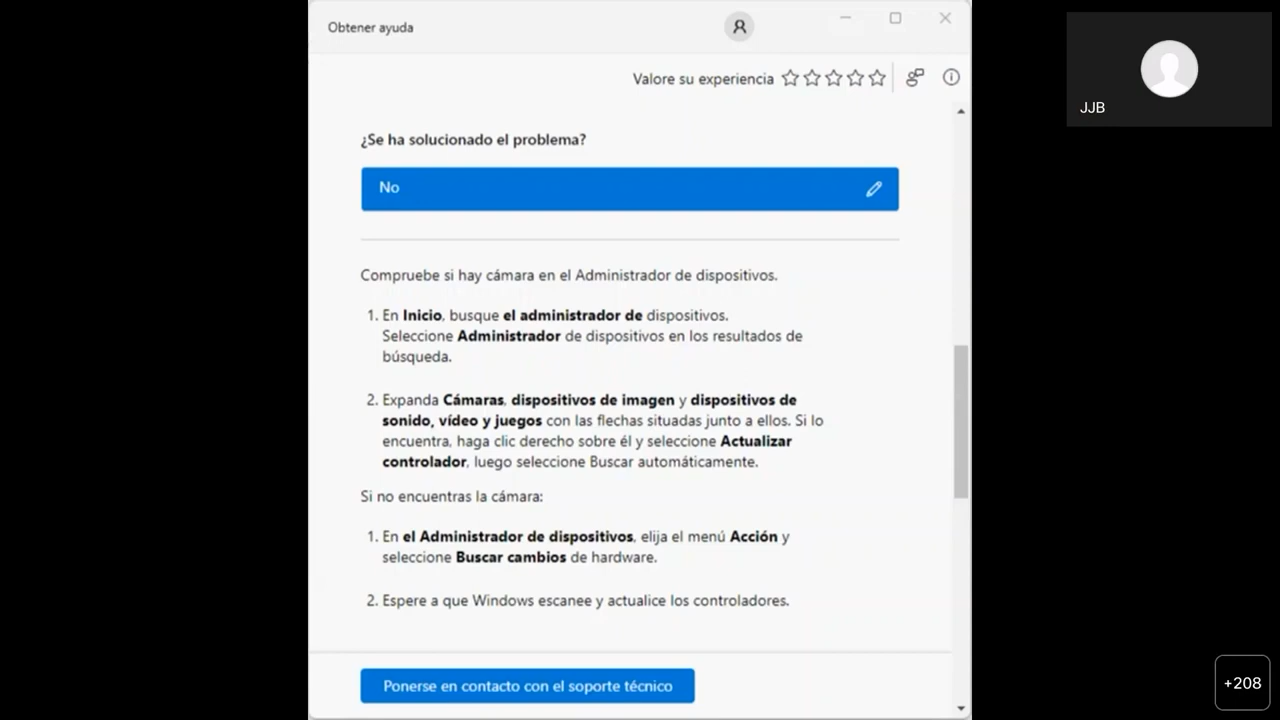 Obtener ayuda
Valore su experiencia
¿Se ha solucionado el problema?
No
Compruebe si hay cámara en el Administrador de dispositivos.
1. En Inicio, busque el administrador de dispositivos.
Seleccione Administrador de dispositivos en los resultados de
búsqueda.
2. Expanda Cámaras, dispositivos de imagen y dispositivos de
sonido, vídeo y juegos con las flechas situadas junto a ellos. Si lo
encuentra, haga clic derecho sobre él y seleccione Actualizar
controlador, luego seleccione Buscar automáticamente.
Si no encuentras la cámara:
1. En el Administrador de dispositivos, elija el menú Acción y
seleccione Buscar cambios de hardware.
2. Espere a que Windows escanee y actualice los controladores.
Ponerse en contacto con el soporte técnico
JJB
+208